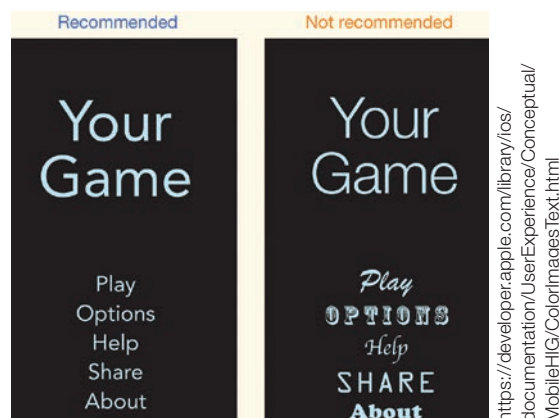 Recommended
Your
Game
Play
Options
Help
Share
About
Not recommended
Your
Game
Play
OPTIONS
Help
SHARE
About
https://developer.apple.com/library/ios/
documentation/UserExperience/Conceptual/
MobileHIG/ColorImagesText.html